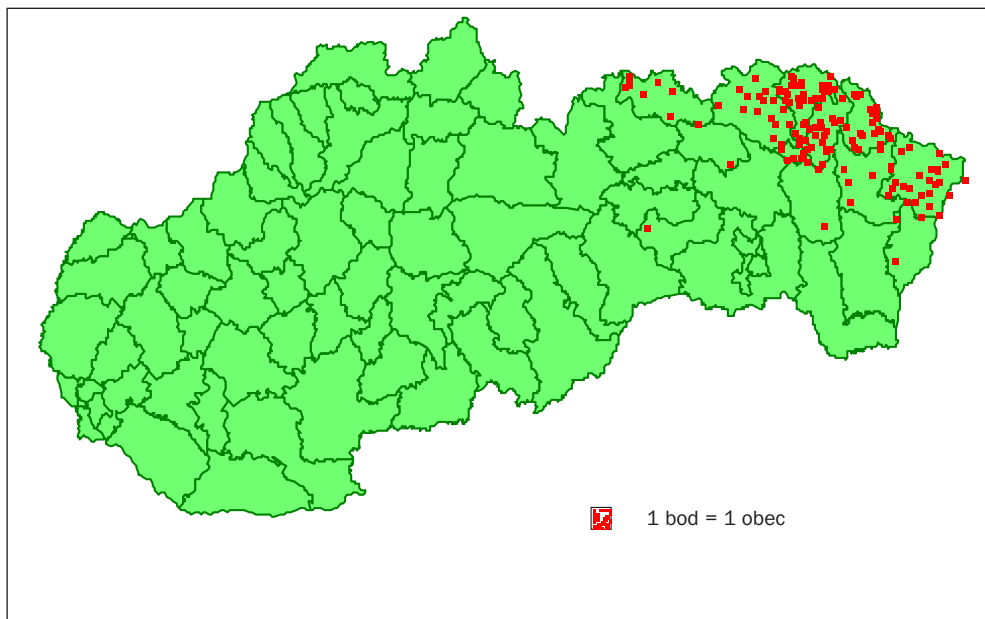 1 bod = 1 obec